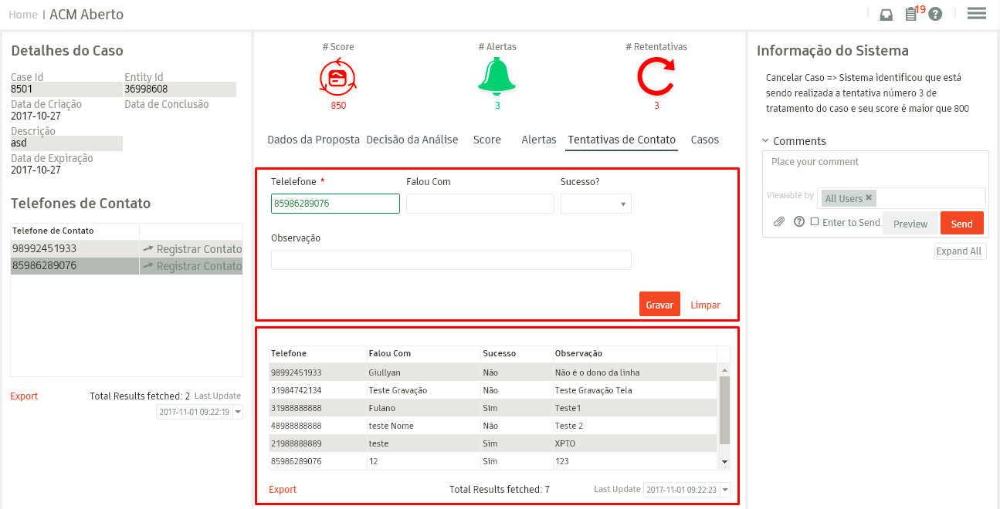 Home | ACM Aberto
19
Detalhes do Caso
Case Id Entity Id
8501 36998608
Data de Criação Data de Conclusão
2017-10-27
Descrição
asd
Data de Expiração
2017-10-27
Telefones de Contato
Telefone de Contato
98992451933 Registrar Contato
85986289076 Registrar Contato
Export Total Results fetched: 2 Last Update
2017-11-01 09:22:19
# Score # Alertas # Retentativas
850 3 3
Dados da Proposta Decisão da Análise Score Alertas Tentativas de Contato Casos
Telelefone * Falou Com Sucesso?
85986289076
Observação
Gravar Limpar
Telefone Falou Com Sucesso Observação
98992451933 Giullyan Não Não é o dono da linha
31984742134 Teste Gravação Não Teste Gravação Tela
31988888888 Fulano Sim Teste1
48988888888 teste Nome Não Teste 2
21988888889 teste Sim XPTO
85986289076 12 Sim 123
Export Total Results fetched: 7 Last Update 2017-11-01 09:22:23
Informação do Sistema
Cancelar Caso => Sistema identificou que está
sendo realizada a tentativa número 3 de
tratamento do caso e seu score é maior que 800
Comments
Place your comment
Viewable by All Users ×
Enter to Send Preview Send
Expand All